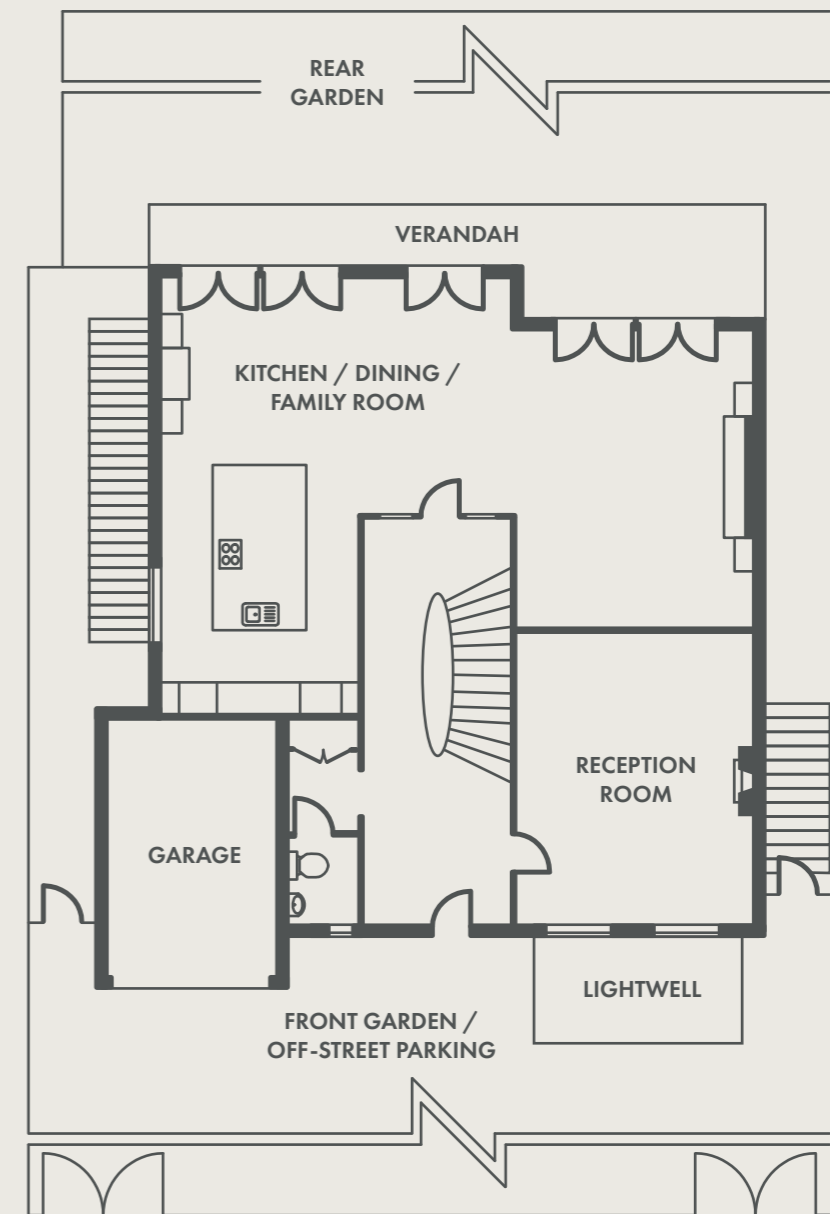 REAR
GARDEN
VERANDAH
KITCHEN / DINING /
FAMILY ROOM
RECEPTION
ROOM
GARAGE
LIGHTWELL
FRONT GARDEN /
OFF-STREET PARKING